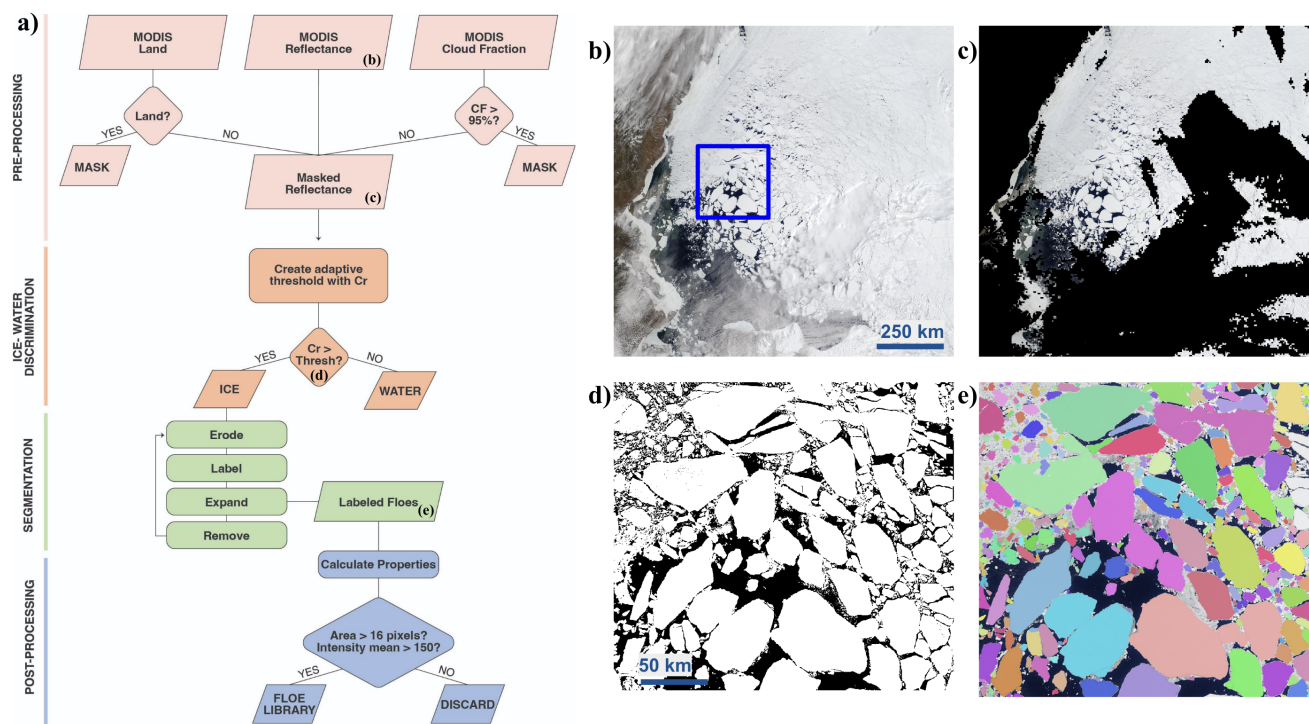 a)
PRE-PROCESSING
MODIS
Land
MODIS
Reflectance
(b)
MODIS
Cloud Fraction
Land?
CF >
95%?
YES
NO
NO
YES
MASK
Masked
Reflectance
(c)
MASK
ICE- WATER
DISCRIMINATION
Create adaptive
threshold with Cr
Cr >
Thresh?
(d)
YES
NO
ICE
WATER
SEGMENTATION
Erode
Label
Expand
Remove
Labeled Floes
(e)
POST-PROCESSING
Calculate Properties
Area > 16 pixels?
Intensity mean > 150?
YES
NO
FLOE
LIBRARY
DISCARD
b)
250 km
c)
d)
50 km
e)